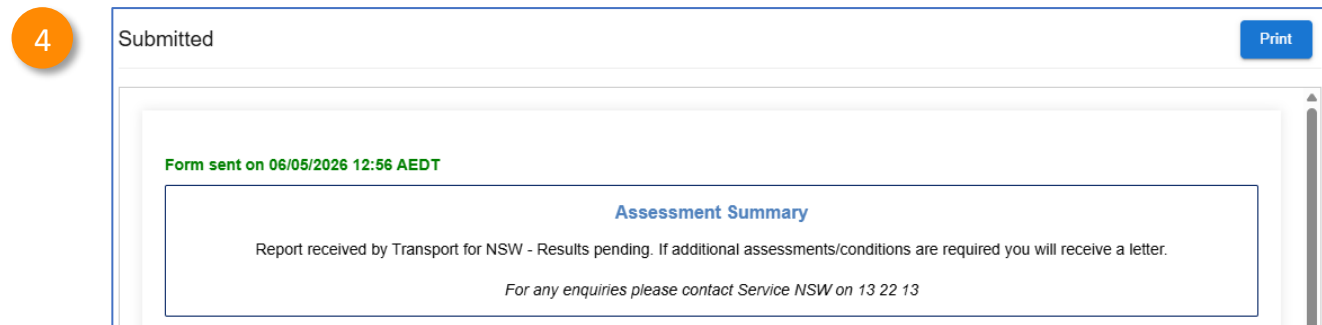 4
Submitted
Print
Form sent on 06/05/2026 12:56 AEDT
Assessment Summary
Report received by Transport for NSW - Results pending. If additional assessments/conditions are required you will receive a letter.
For any enquiries please contact Service NSW on 13 22 13